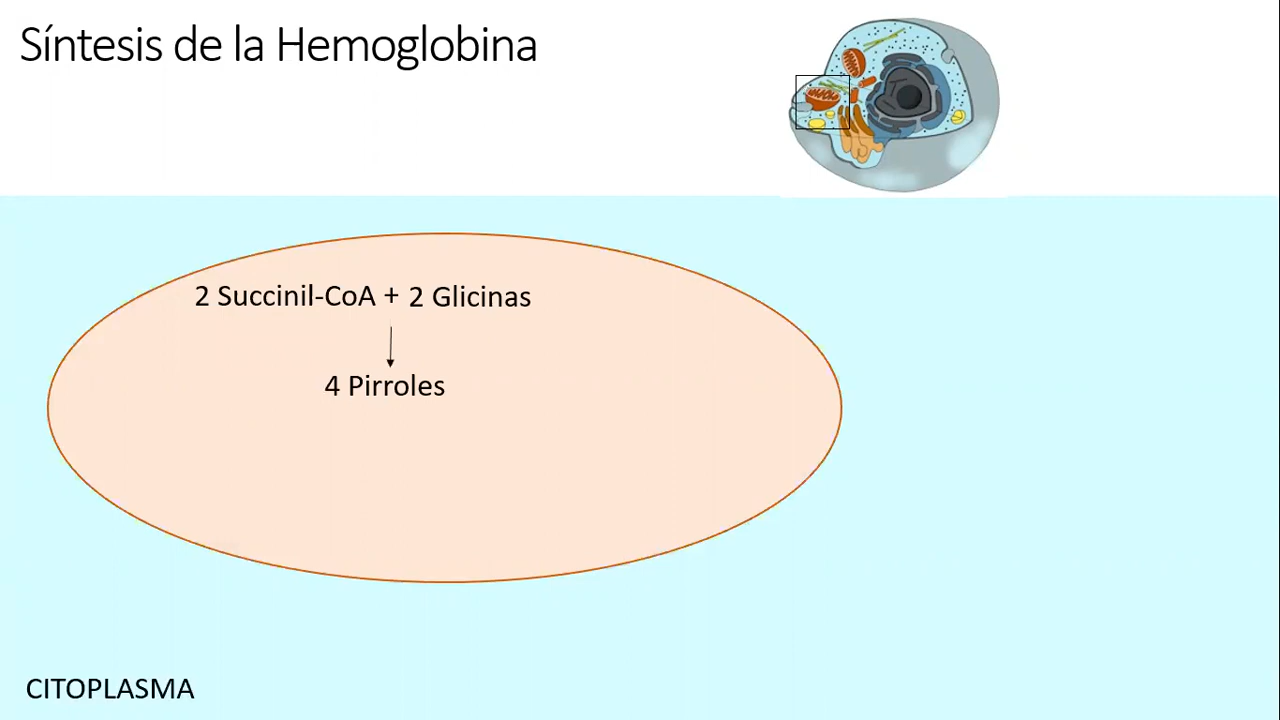 Síntesis de la Hemoglobina
2 Succinil-CoA + 2 Glicinas
4 Pirroles
CITOPLASMA